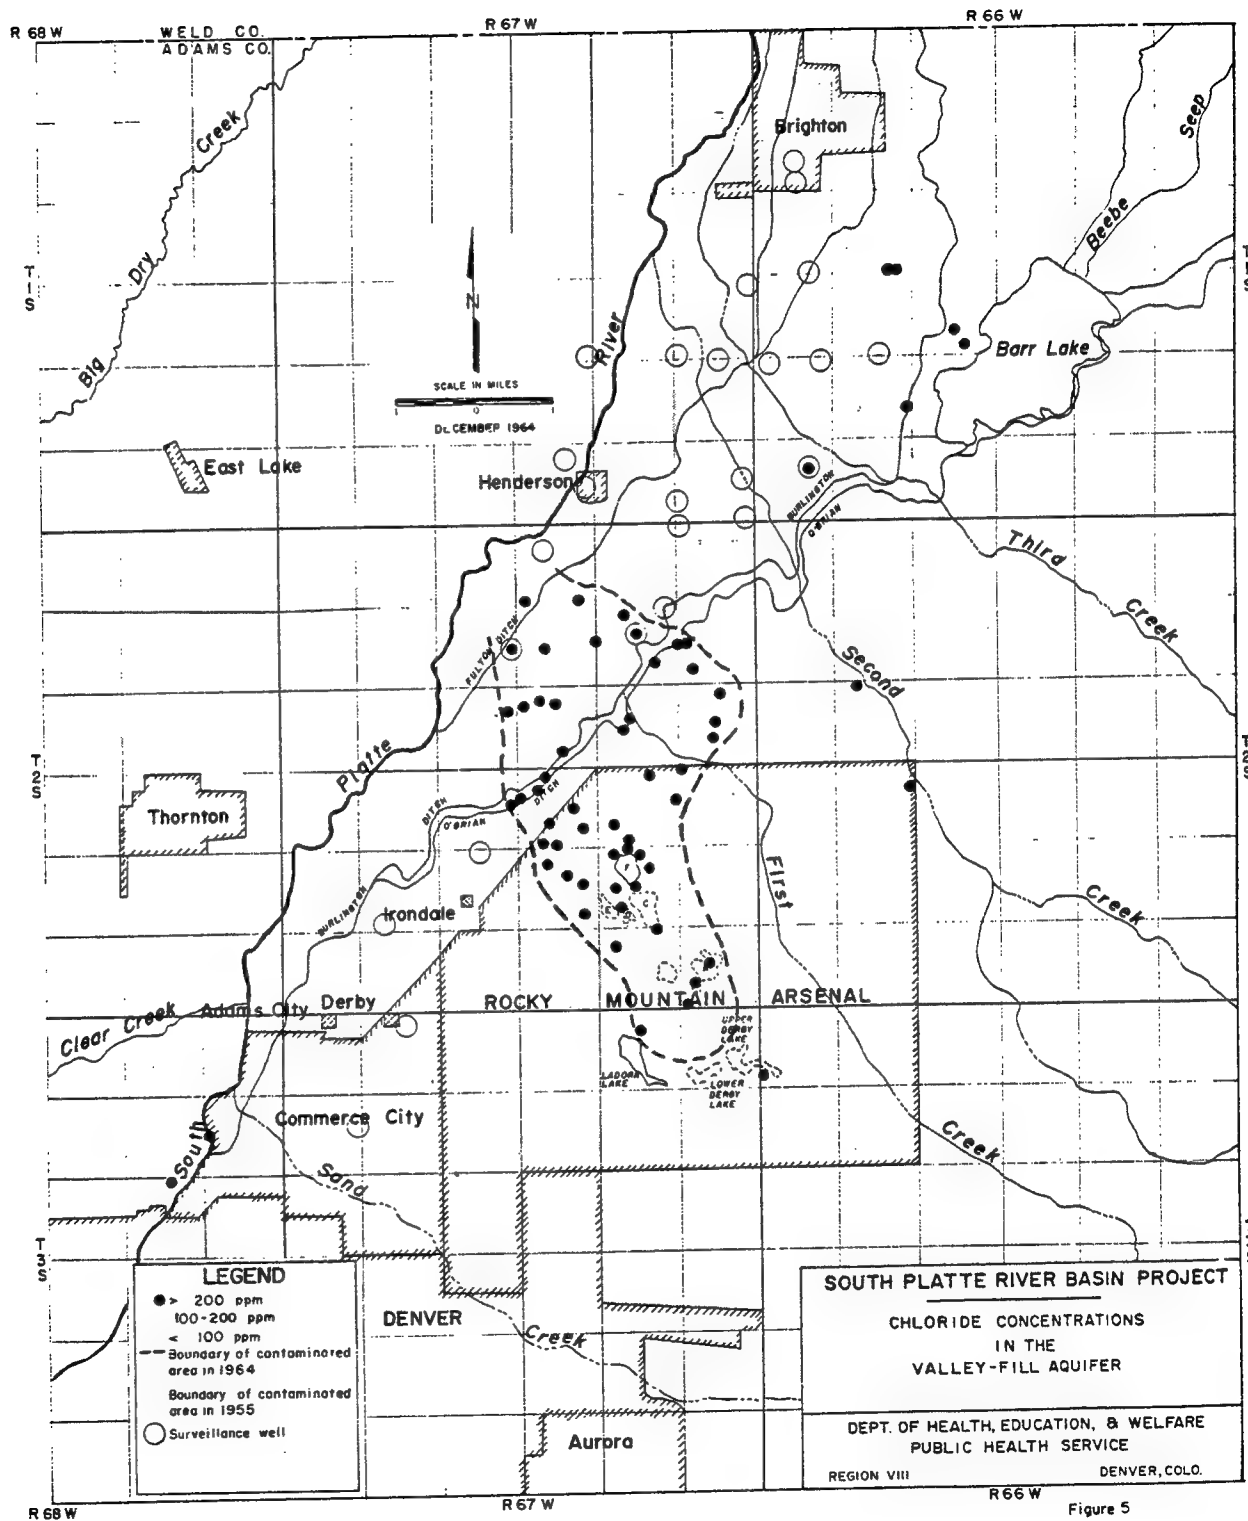 R 68 W
WELD CO.
ADAMS CO.
R 67 W
R 66 W
Creek
Dry
Big
T
1
S
T
1
S
Brighton
Seep
Beebe
Barr Lake
N
River
SCALE IN MILES
0
DECEMBER 1964
East Lake
Henderson
L
BURLINGTON
O'BRIAN
Third
Creek
FULTON DITCH
Second
Creek
T
2
S
T
2
S
Platte
Thornton
DITCH
O'BRIAN
DITCH
BURLINGTON
Irondale
F
C
A
First
Creek
ROCKY MOUNTAIN ARSENAL
Adams City
Derby
Clear Creek
UPPER
DERBY
LAKE
LADORA
LAKE
LOWER
DERBY
LAKE
Commerce City
South
Sand
Creek
T
3
S
DENVER
Aurora
LEGEND
> 200 ppm
100-200 ppm
< 100 ppm
Boundary of contaminated
area in 1964
Boundary of contaminated
area in 1955
Surveillance well
SOUTH PLATTE RIVER BASIN PROJECT
CHLORIDE CONCENTRATIONS
IN THE
VALLEY-FILL AQUIFER
DEPT. OF HEALTH, EDUCATION, & WELFARE
PUBLIC HEALTH SERVICE
REGION VIII
DENVER, COLO.
R 68 W
R 67 W
R 66 W
Figure 5